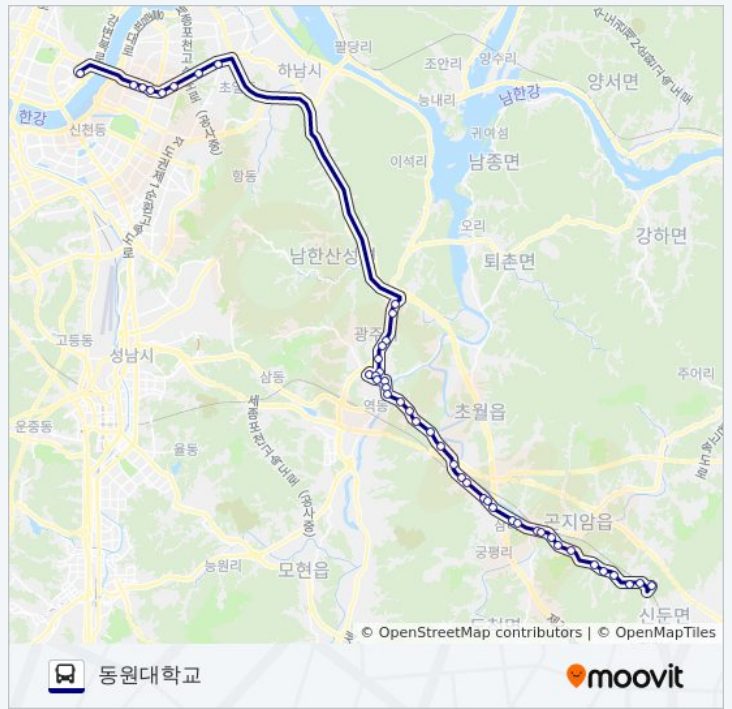 강변북로
팔당리
조안리
양수리
양서면
하남시
능내리
남한강
한강
신천동
귀여섬
이석리
남종면
항동
오리
강하면
남한산성
퇴촌면
광주
고등동
성남시
삼동
주어리
역동
초월읍
운중동
율동
곤지암읍
궁평리
능원리
모현읍
신둔면
© OpenStreetMap contributors | © OpenMapTiles
동원대학교
moovit